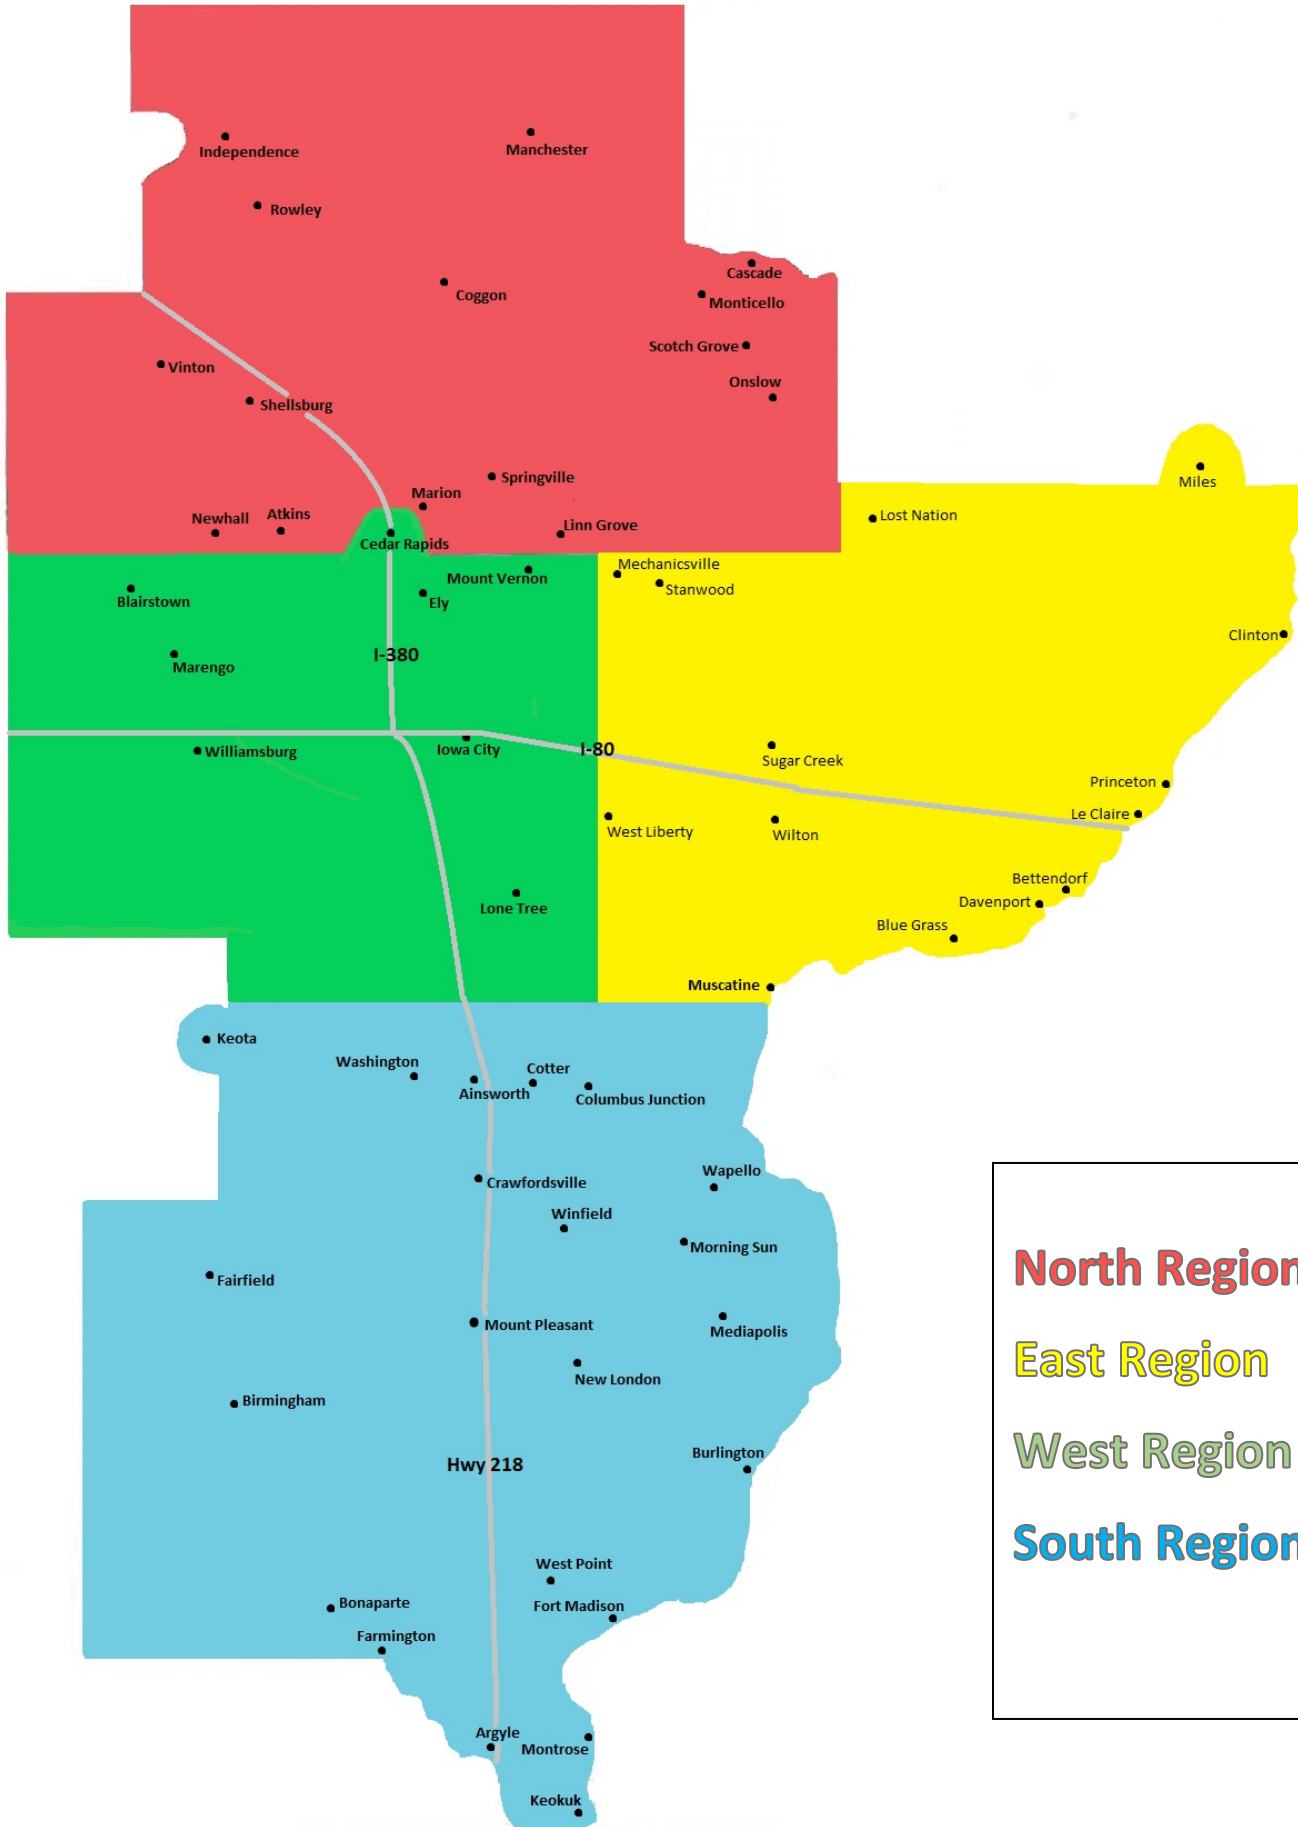 Independence
Manchester
Rowley
Cascade
Coggon
Monticello
Scotch Grove
Onslow
Vinton
Shellsburg
Springville
Marion
Newhall
Atkins
Linn Grove
Cedar Rapids
Miles
Lost Nation
Mechanicsville
Stanwood
Mount Vernon
Blairstown
Ely
Clinton
I-380
Marengo
Williamsburg
Iowa City
I-80
Sugar Creek
Princeton
Le Claire
West Liberty
Wilton
Bettendorf
Davenport
Lone Tree
Blue Grass
Muscatine
Keota
Washington
Cotter
Ainsworth
Columbus Junction
Wapello
Crawfordsville
Winfield
Morning Sun
Fairfield
Mount Pleasant
Mediapolis
New London
Birmingham
Burlington
Hwy 218
West Point
Bonaparte
Fort Madison
Farmington
Argyle
Montrose
Keokuk
North Region
East Region
West Region
South Region